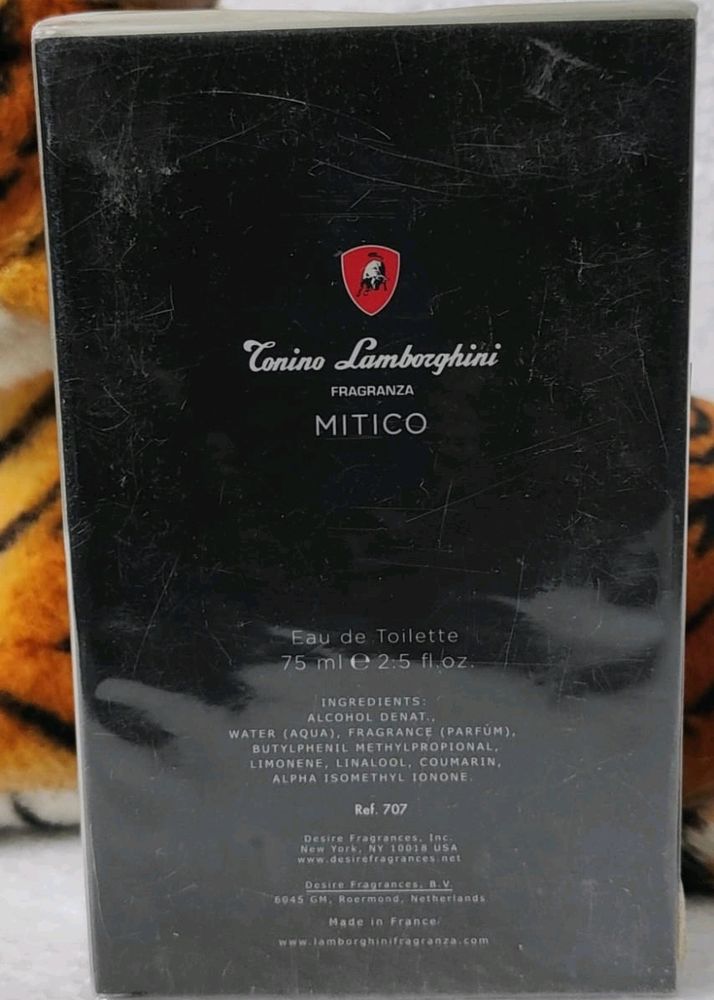 Tonino Lamborghini
FRAGRANZA
MITICO
Eau de Toilette
75 ml ℮ 2.5 fl.oz.
INGREDIENTS:
ALCOHOL DENAT.,
WATER (AQUA), FRAGRANCE (PARFÚM),
BUTYLPHENIL METHYLPROPIONAL,
LIMONENE, LINALOOL, COUMARIN,
ALPHA ISOMETHYL IONONE.
Ref. 707
Desire Fragrances, Inc.
New York, NY 10018 USA
www.desirefragrances.net
Desire Fragrances, B.V.
6045 GM, Roermond, Netherlands
Made in France
www.lamborghinifragranza.com